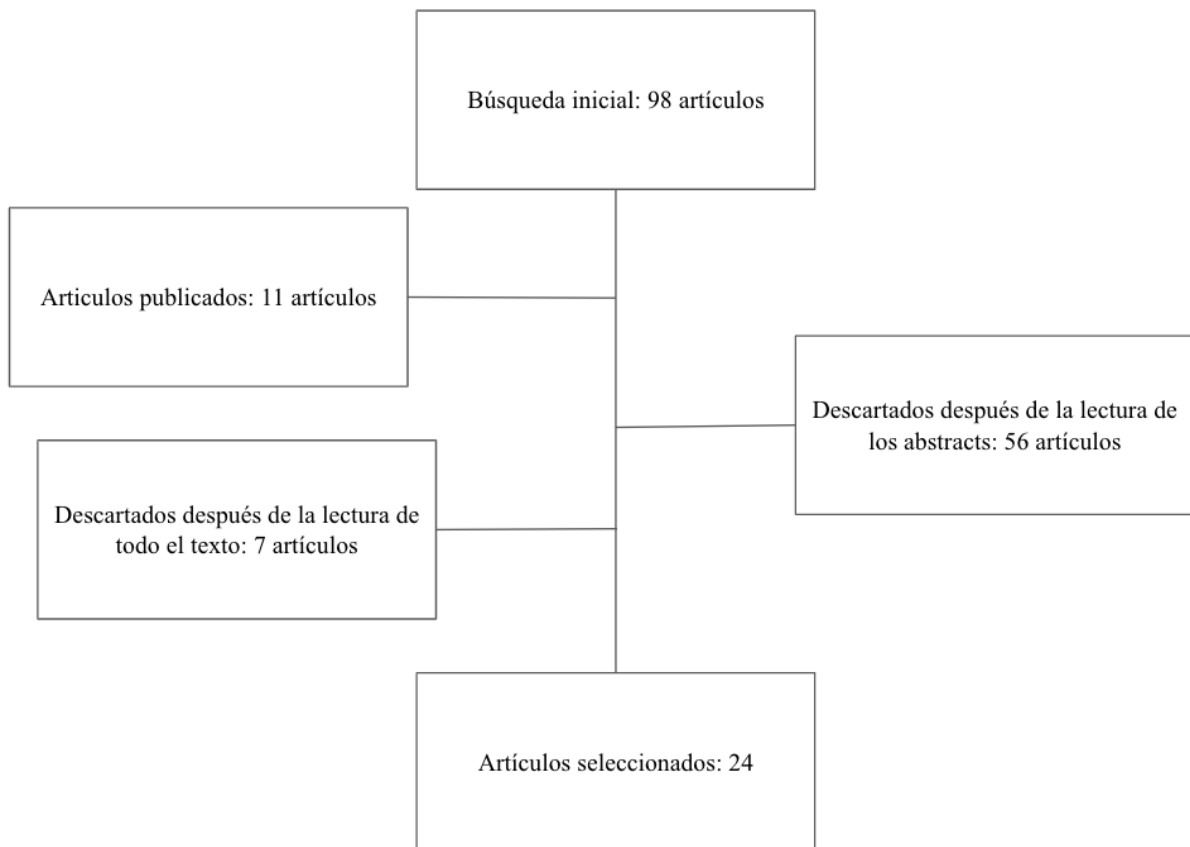 Búsqueda inicial: 98 artículos
Articulos publicados: 11 artículos
Descartados después de la lectura de
los abstracts: 56 artículos
Descartados después de la lectura de
todo el texto: 7 artículos
Artículos seleccionados: 24